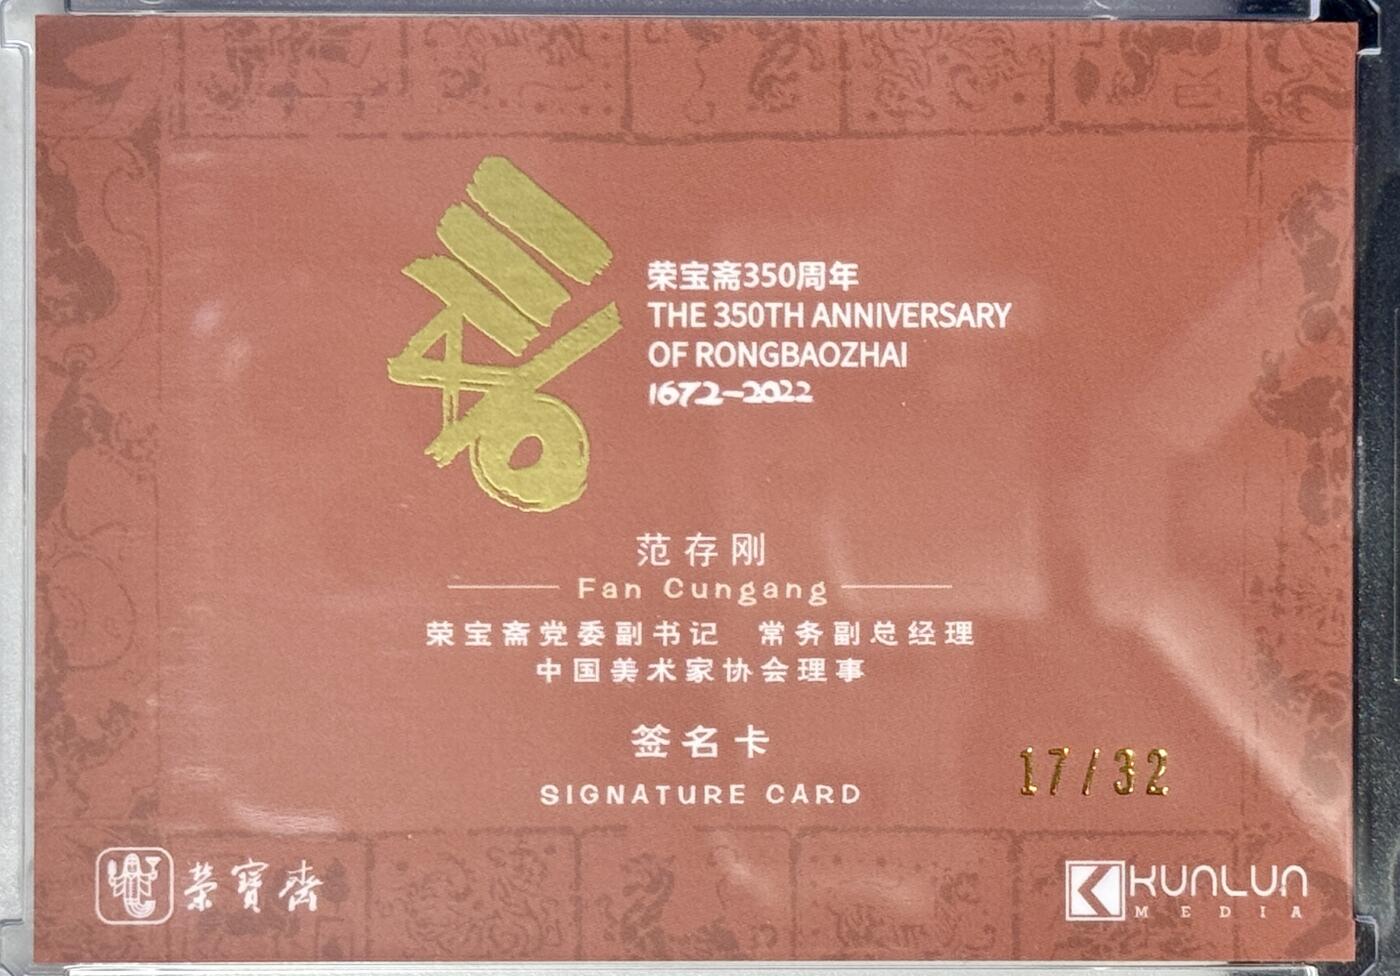 荣宝斋350周年
THE 350TH ANNIVERSARY
OF RONGBAOZHAI
1672-2022
范存刚
Fan Cungang
荣宝斋党委副书记 常务副总经理
中国美术家协会理事
签名卡
SIGNATURE CARD
17/32
榮寶齋
KUNLUN
MEDIA